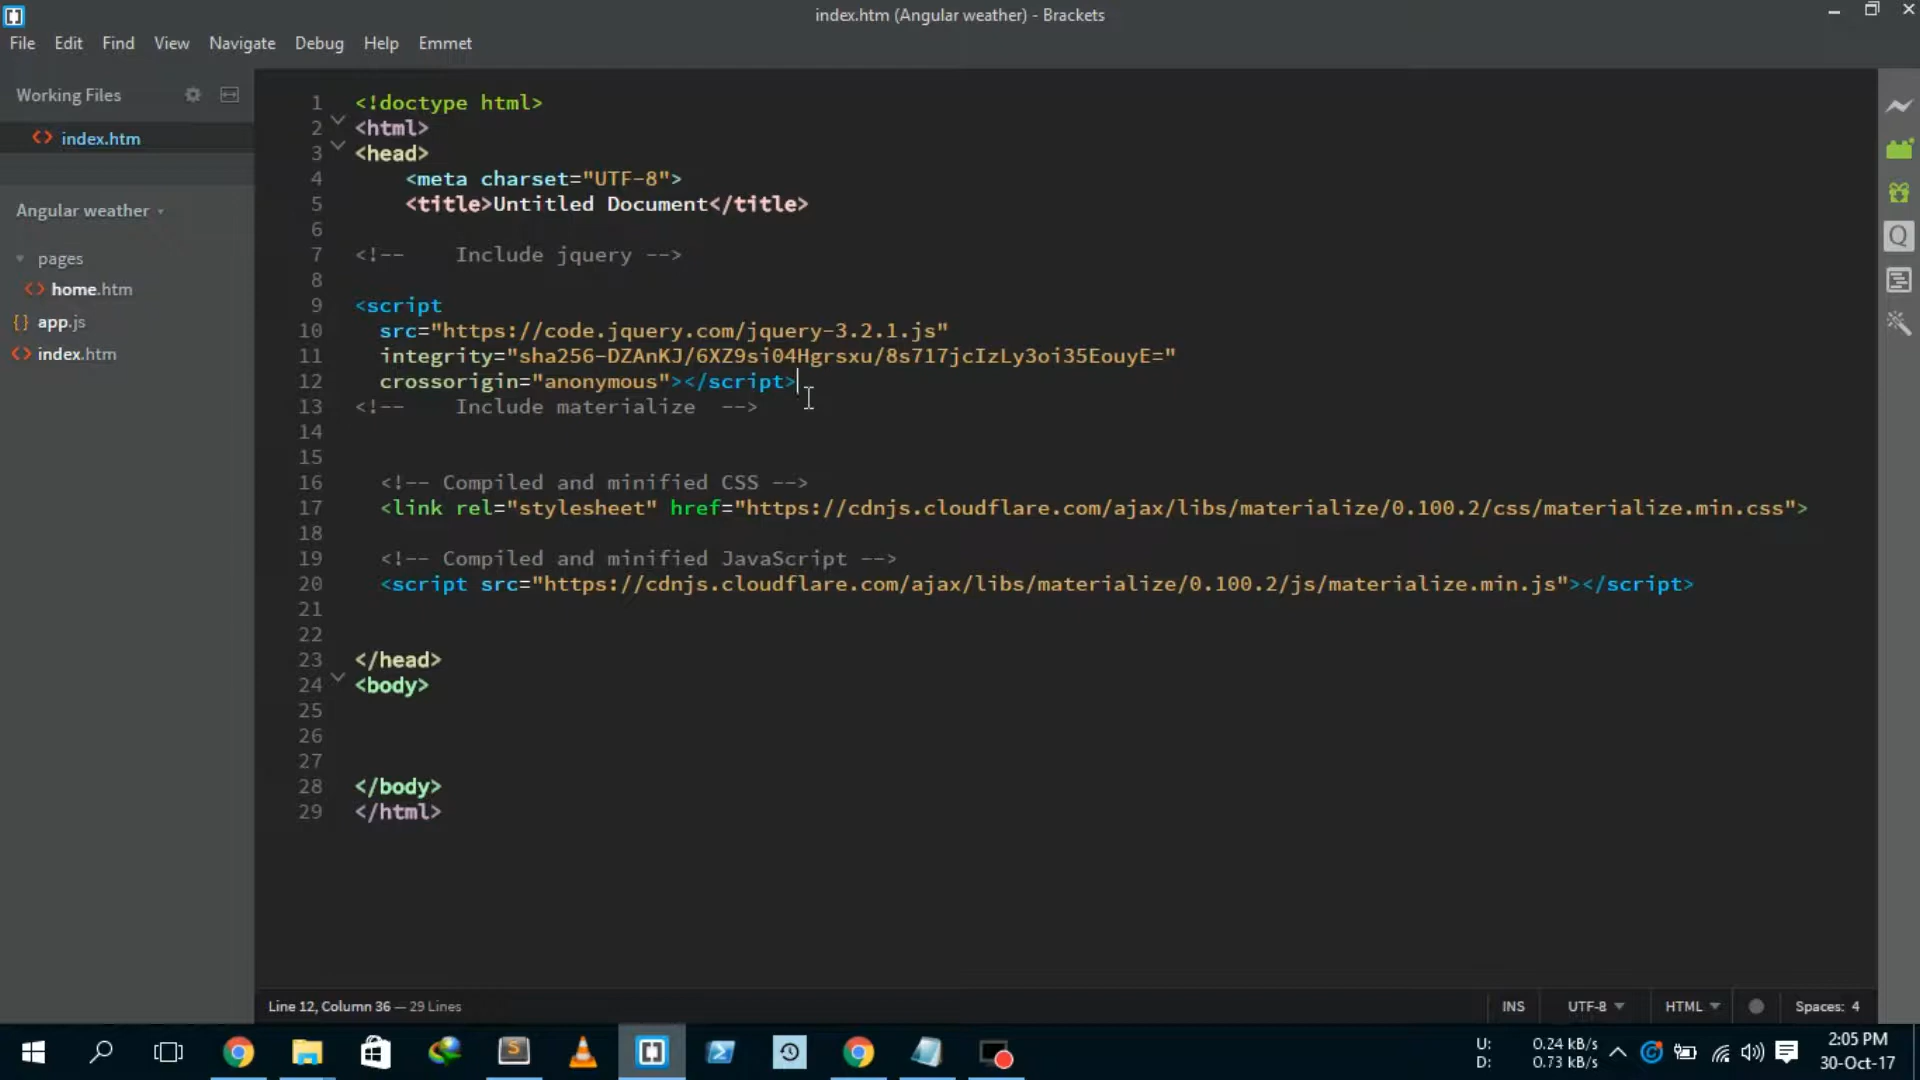 index.htm (Angular weather) - Brackets
File Edit Find View Navigate Debug Help Emmet
Working Files
index.htm
Angular weather
pages
home.htm
app.js
index.htm
1 <!doctype html>
2 <html>
3 <head>
4 <meta charset="UTF-8">
5 <title>Untitled Document</title>
6
7 <!-- Include jquery -->
8
9 <script
10 src="https://code.jquery.com/jquery-3.2.1.js"
11 integrity="sha256-DZAnKJ/6XZ9si04Hgrsxu/8s717jcIzLy3oi35EouyE="
12 crossorigin="anonymous"></script>
13 <!-- Include materialize -->
14
15
16 <!-- Compiled and minified CSS -->
17 <link rel="stylesheet" href="https://cdnjs.cloudflare.com/ajax/libs/materialize/0.100.2/css/materialize.min.css">
18
19 <!-- Compiled and minified JavaScript -->
20 <script src="https://cdnjs.cloudflare.com/ajax/libs/materialize/0.100.2/js/materialize.min.js"></script>
21
22
23 </head>
24 <body>
25
26
27
28 </body>
29 </html>
Line 12, Column 36 — 29 Lines
INS UTF-8 HTML Spaces: 4
U: 0.24 kB/s
D: 0.73 kB/s
2:05 PM
30-Oct-17